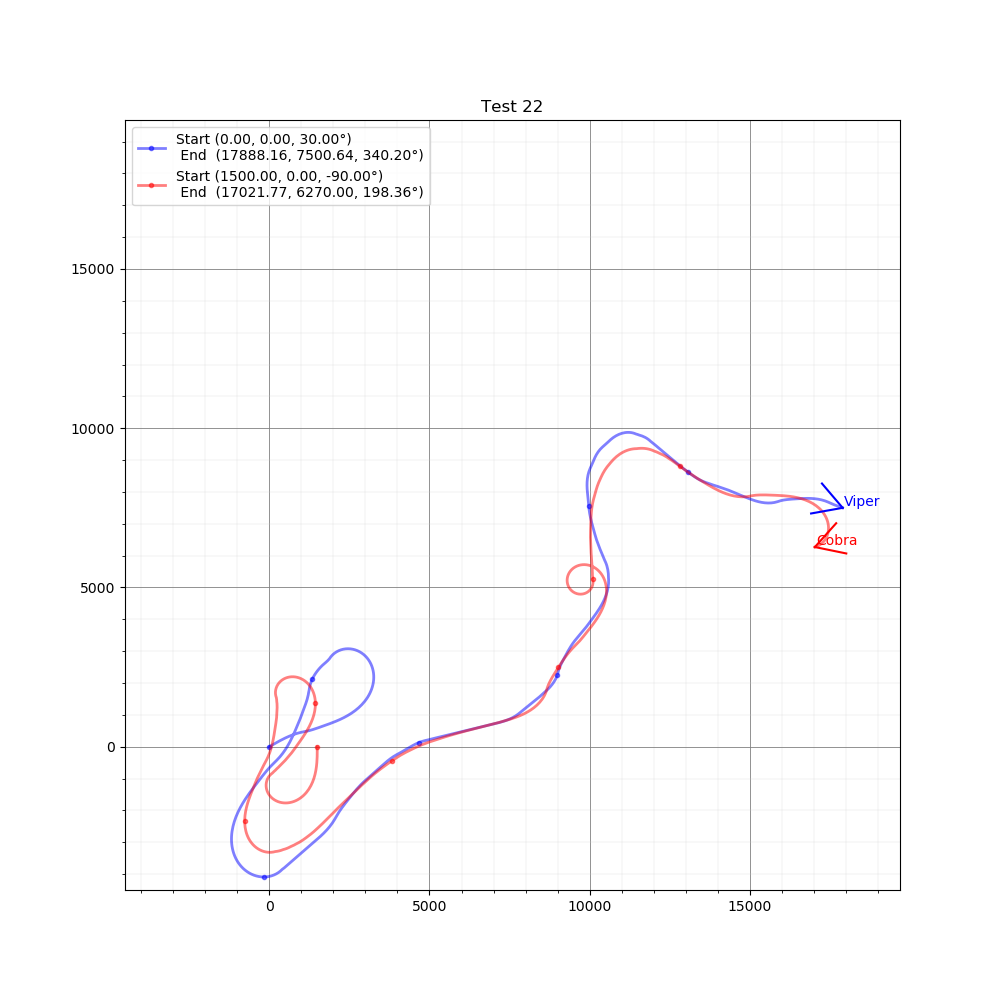 Test 22
Start (0.00, 0.00, 30.00°)
End  (17888.16, 7500.64, 340.20°)
Start (1500.00, 0.00, -90.00°)
End  (17021.77, 6270.00, 198.36°)
15000
10000
Viper
Cobra
5000
0
0
5000
10000
15000